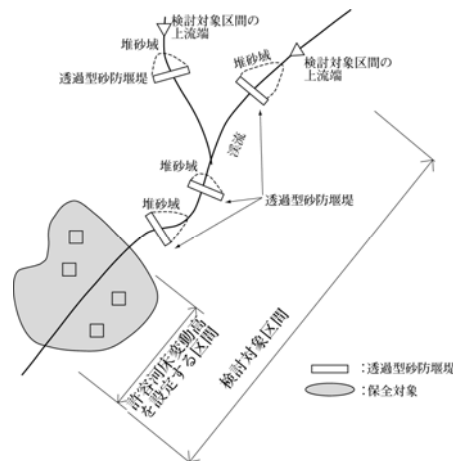 検討対象区間の
上流端
堆砂域
透過型砂防堰堤
堆砂域
検討対象区間の
上流端
渓流
堆砂域
透過型砂防堰堤
堆砂域
許容河床変動高
を設定する区間
検討対象区間
：透過型砂防堰堤
：保全対象